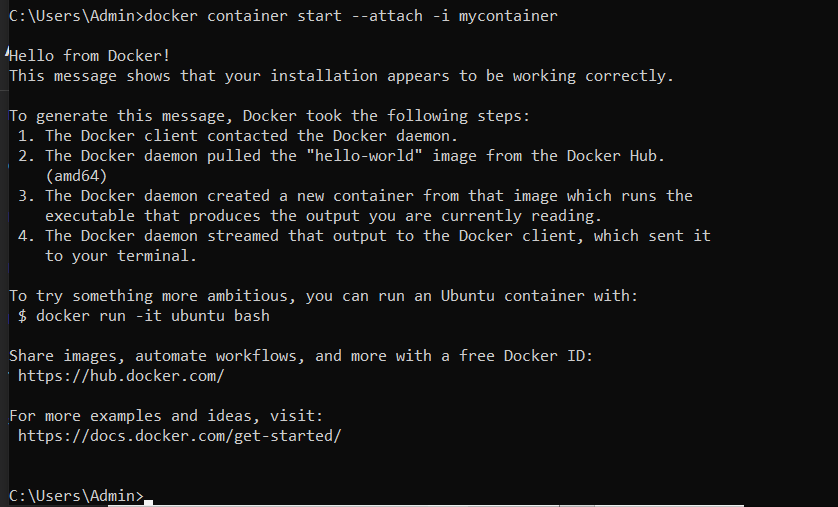 C:\Users\Admin>docker container start --attach -i mycontainer
Hello from Docker!
This message shows that your installation appears to be working correctly.
To generate this message, Docker took the following steps:
1. The Docker client contacted the Docker daemon.
2. The Docker daemon pulled the "hello-world" image from the Docker Hub.
(amd64)
3. The Docker daemon created a new container from that image which runs the
executable that produces the output you are currently reading.
4. The Docker daemon streamed that output to the Docker client, which sent it
to your terminal.
To try something more ambitious, you can run an Ubuntu container with:
$ docker run -it ubuntu bash
Share images, automate workflows, and more with a free Docker ID:
https://hub.docker.com/
For more examples and ideas, visit:
https://docs.docker.com/get-started/
C:\Users\Admin>